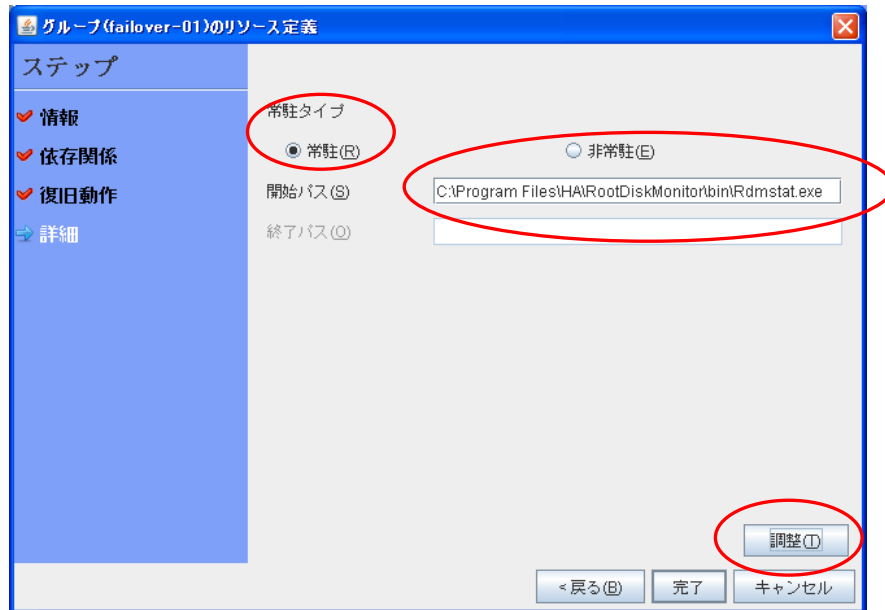 グループ(failover-01)のリソース定義
ステップ
情報
依存関係
復旧動作
詳細
常駐タイプ
常駐(R)
非常駐(E)
開始パス(S)
C:\Program Files\HA\RootDiskMonitor\bin\Rdmstat.exe
終了パス(O)
調整(T)
<戻る(B)
完了
キャンセル